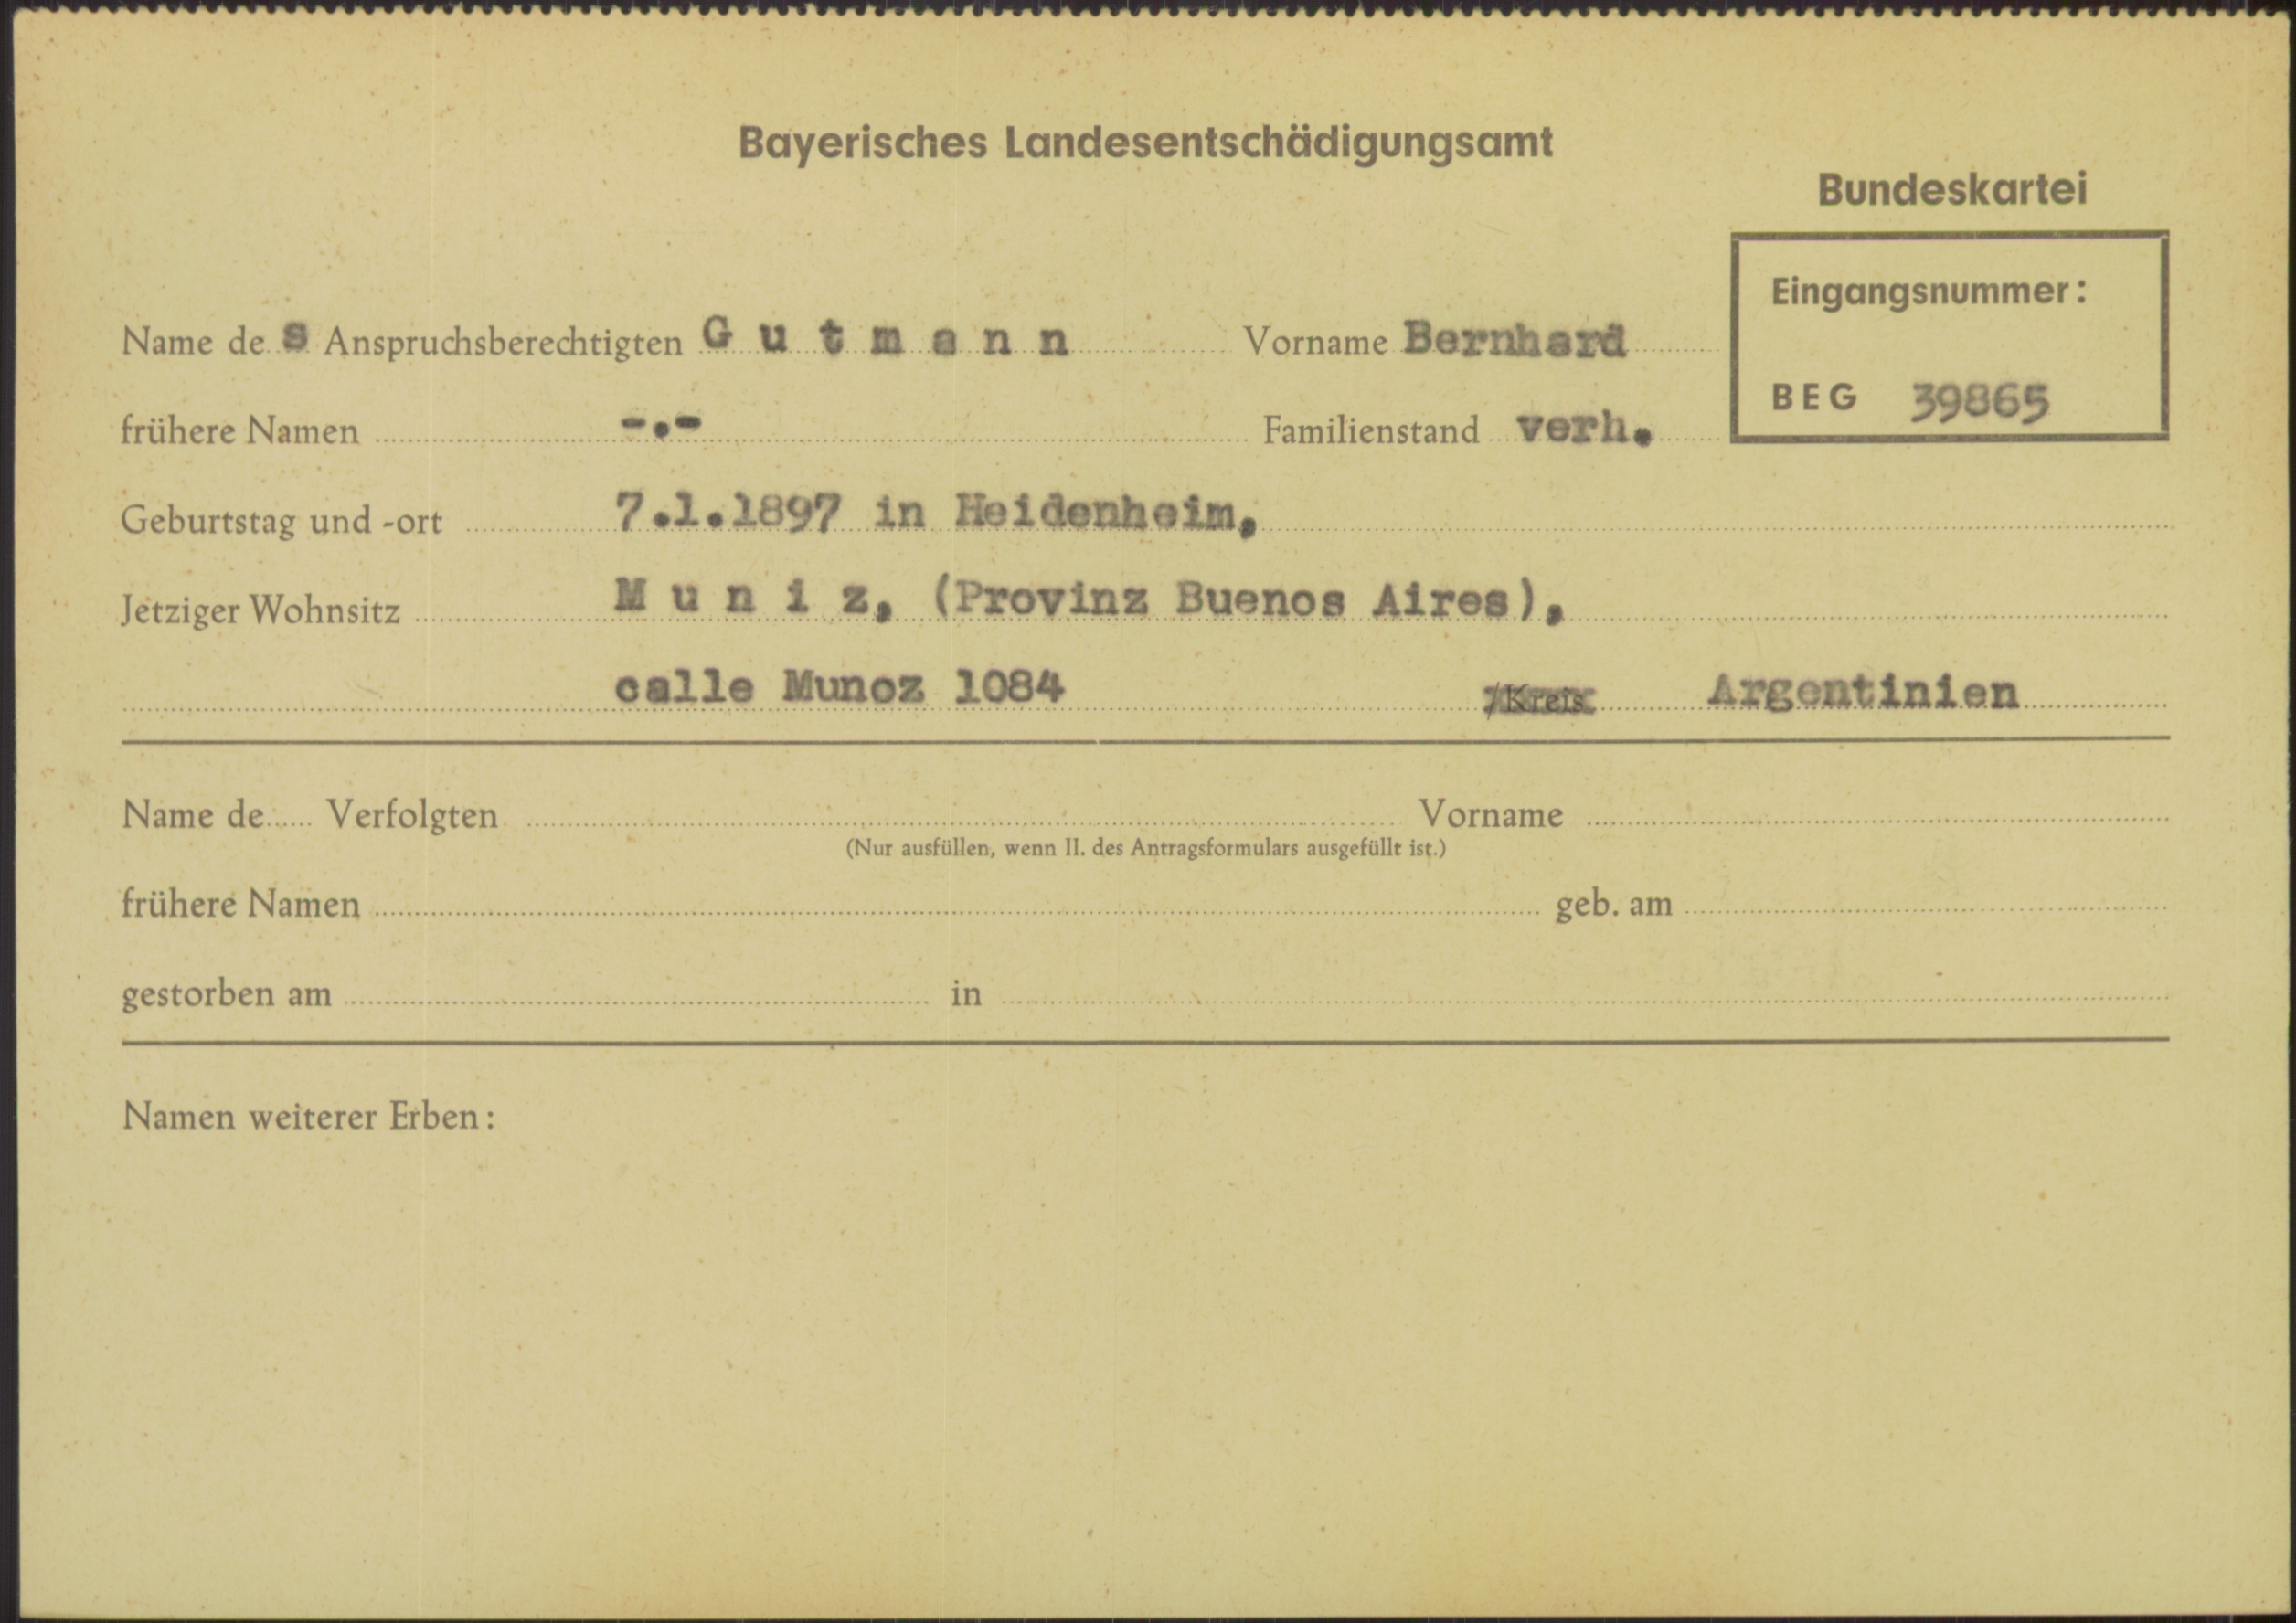 Bayerisches Landesentschädigungsamt
Bundeskartei
Eingangsnummer:
BEG 39865
Name des Anspruchsberechtigten Gutmann Vorname Bernhard
frühere Namen -.- Familienstand verh.
Geburtstag und -ort 7.1.1897 in Heidenheim,
Jetziger Wohnsitz Muniz, (Provinz Buenos Aires),
calle Munoz 1084 /Kreis Argentinien
Name de Verfolgten Vorname
(Nur ausfüllen, wenn II. des Antragsformulars ausgefüllt ist.)
frühere Namen geb. am
gestorben am in
Namen weiterer Erben: